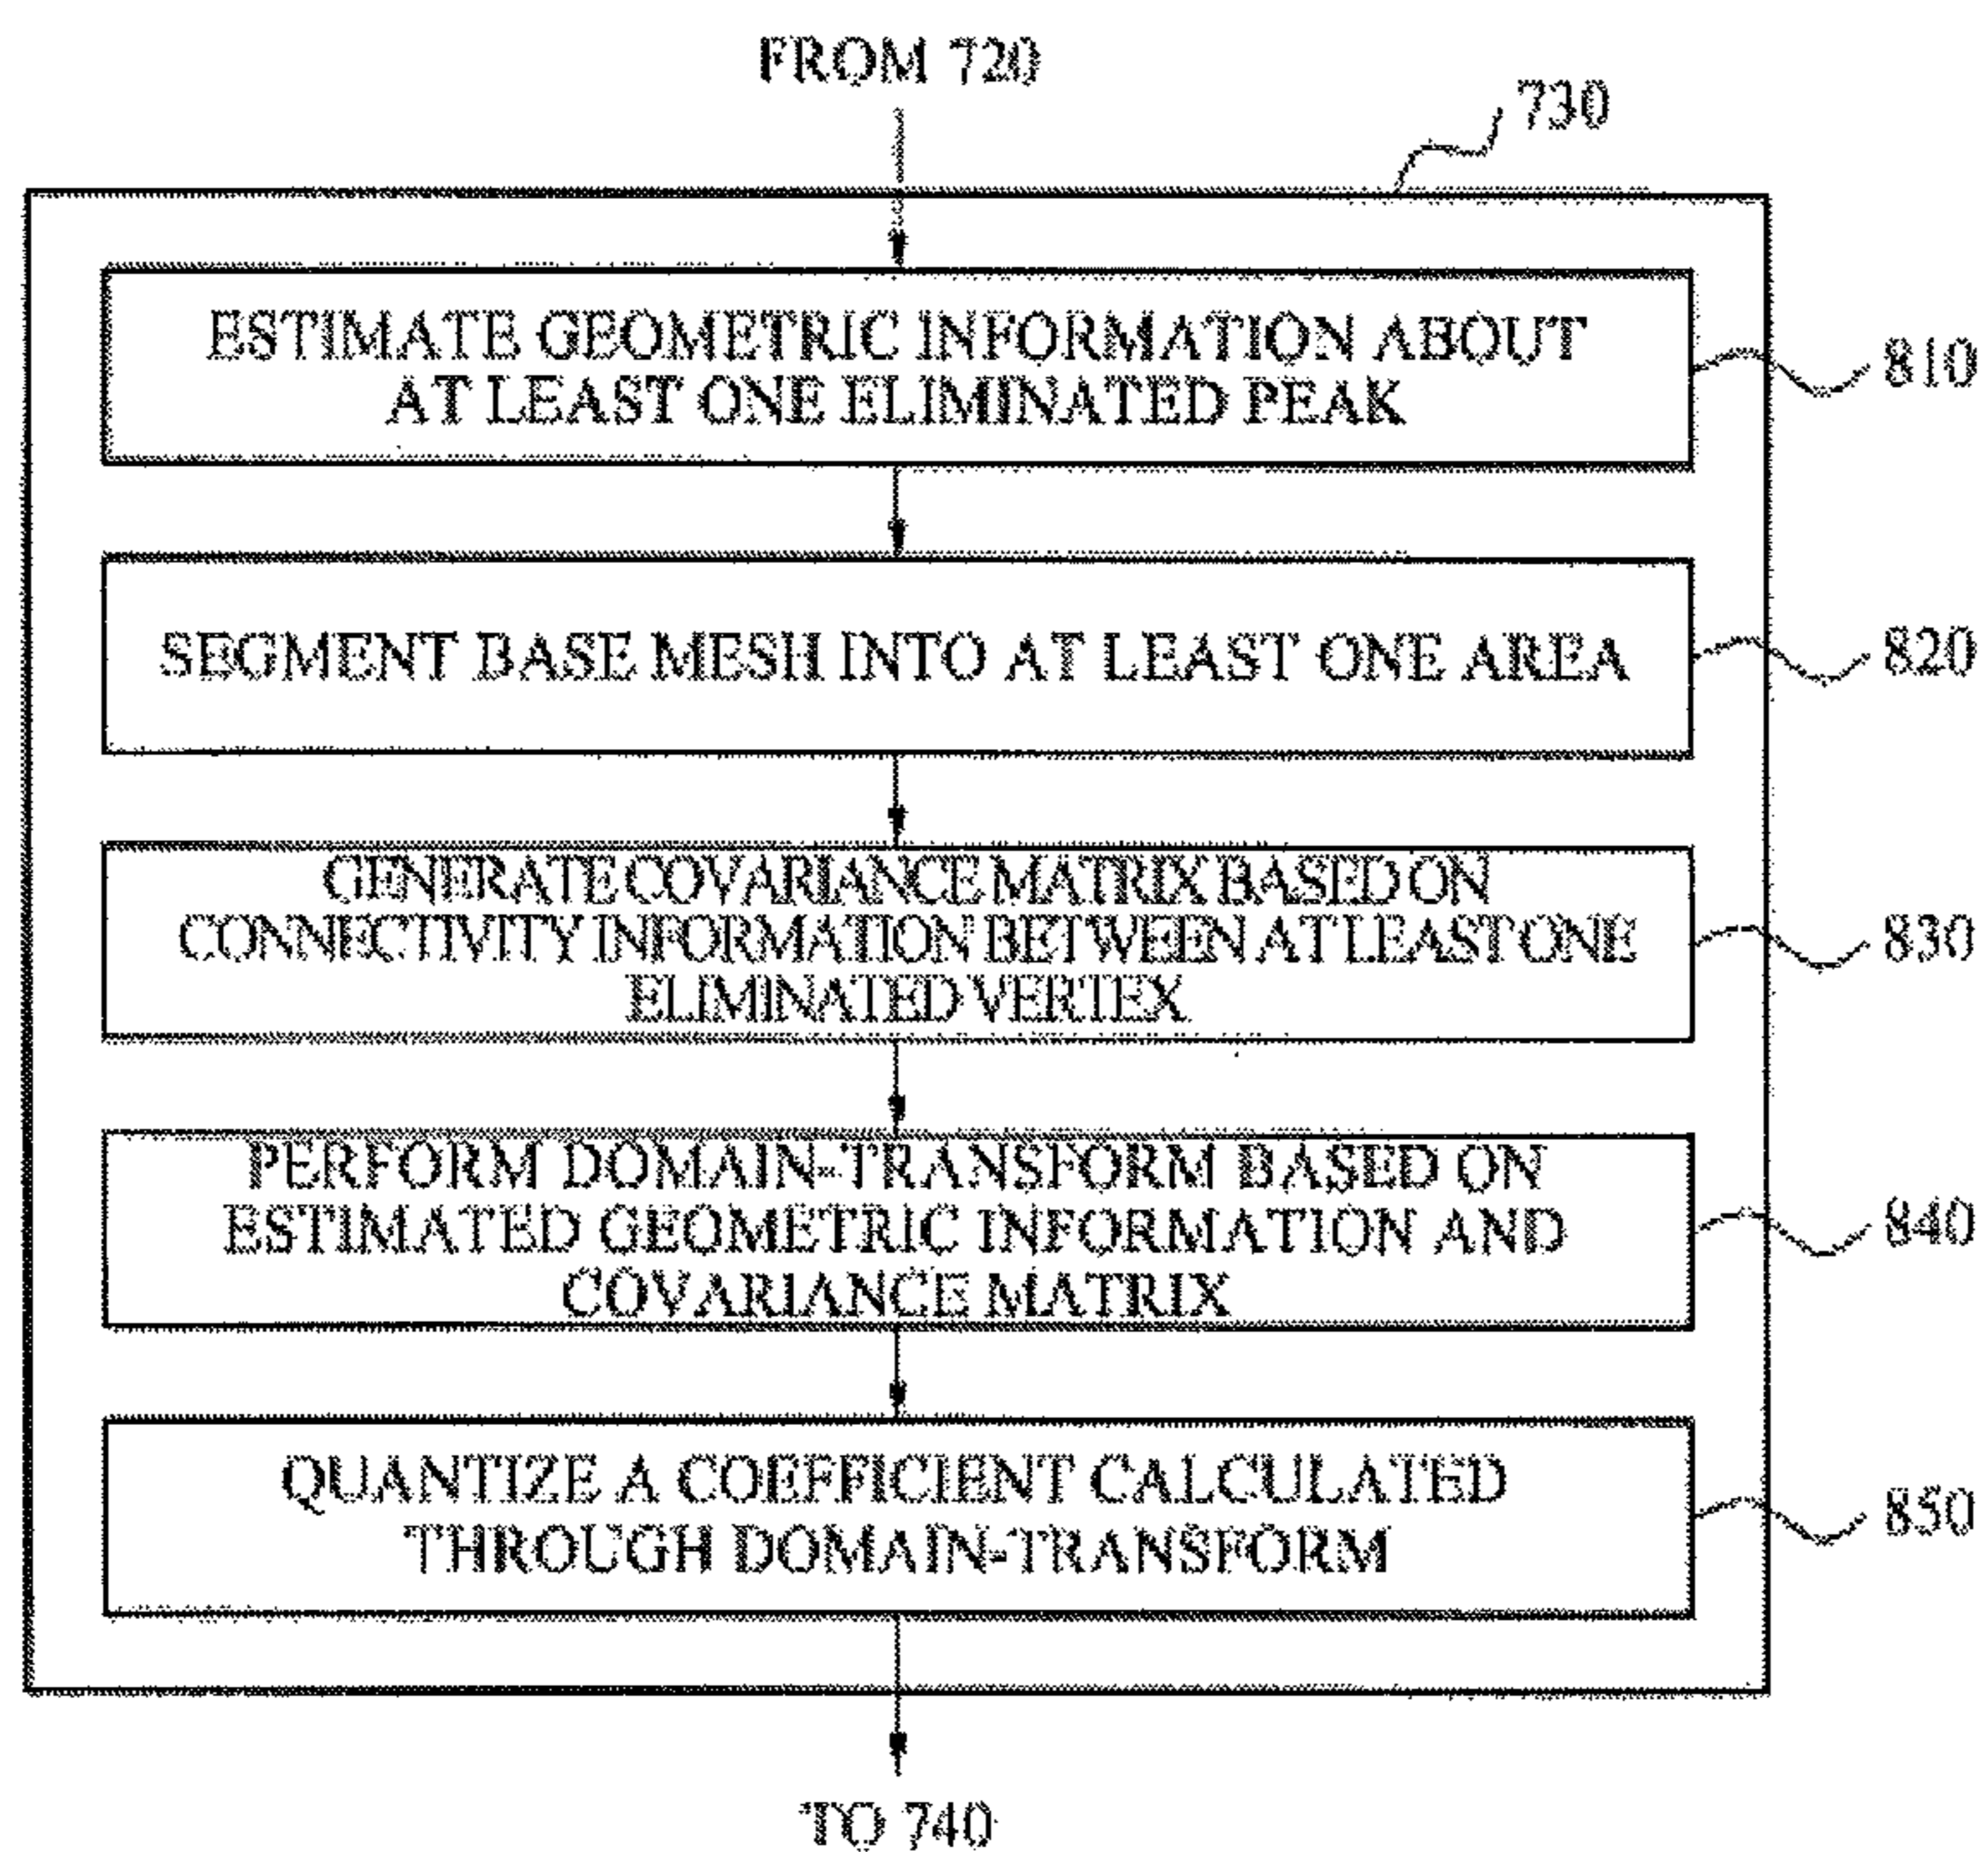 FROM 720
730
ESTIMATE GEOMETRIC INFORMATION ABOUT
AT LEAST ONE ELIMINATED PEAK
810
SEGMENT BASE MESH INTO AT LEAST ONE AREA
820
GENERATE COVARIANCE MATRIX BASED ON
CONNECTIVITY INFORMATION BETWEEN AT LEAST ONE
ELIMINATED VERTEX
830
PERFORM DOMAIN-TRANSFORM BASED ON
ESTIMATED GEOMETRIC INFORMATION AND
COVARIANCE MATRIX
840
QUANTIZE A COEFFICIENT CALCULATED
THROUGH DOMAIN-TRANSFORM
850
TO 740